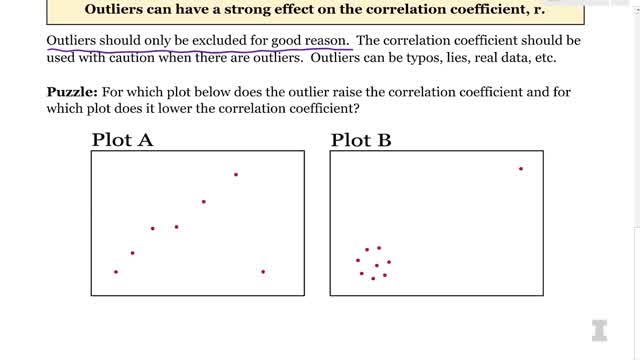 Outliers can have a strong effect on the correlation coefficient, r.
Outliers should only be excluded for good reason. The correlation coefficient should be
used with caution when there are outliers. Outliers can be typos, lies, real data, etc.
Puzzle: For which plot below does the outlier raise the correlation coefficient and for
which plot does it lower the correlation coefficient?
Plot A
Plot B